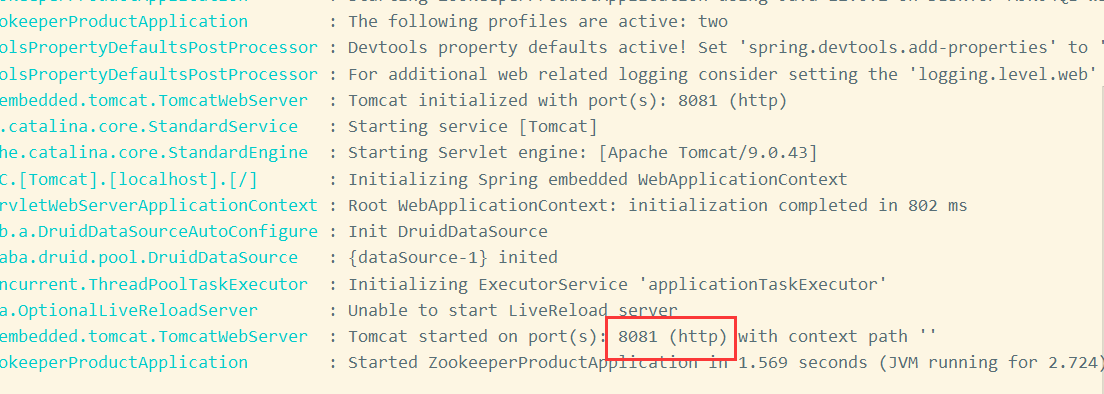 ookeeperProductApplication : Starting ZookeeperProductApplication using Java
ookeeperProductApplication : The following profiles are active: two
olsPropertyDefaultsPostProcessor : Devtools property defaults active! Set 'spring.devtools.add-properties' to '
olsPropertyDefaultsPostProcessor : For additional web related logging consider setting the 'logging.level.web'
embedded.tomcat.TomcatWebServer : Tomcat initialized with port(s): 8081 (http)
.catalina.core.StandardService : Starting service [Tomcat]
he.catalina.core.StandardEngine : Starting Servlet engine: [Apache Tomcat/9.0.43]
C.[Tomcat].[localhost].[/] : Initializing Spring embedded WebApplicationContext
rvletWebServerApplicationContext : Root WebApplicationContext: initialization completed in 802 ms
b.a.DruidDataSourceAutoConfigure : Init DruidDataSource
aba.druid.pool.DruidDataSource : {dataSource-1} inited
ncurrent.ThreadPoolTaskExecutor : Initializing ExecutorService 'applicationTaskExecutor'
a.OptionalLiveReloadServer : Unable to start LiveReload server
embedded.tomcat.TomcatWebServer : Tomcat started on port(s): 8081 (http) with context path ''
ookeeperProductApplication : Started ZookeeperProductApplication in 1.569 seconds (JVM running for 2.724)